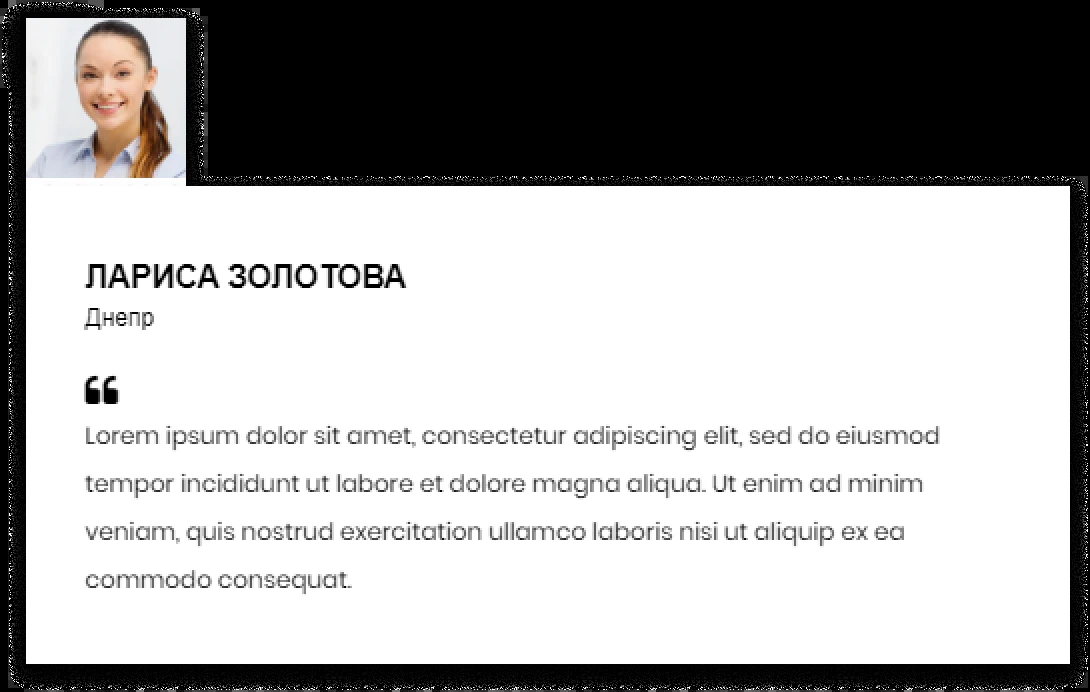 ЛАРИСА ЗОЛОТОВА
Днепр
“
Lorem ipsum dolor sit amet, consectetur adipiscing elit, sed do eiusmod
tempor incididunt ut labore et dolore magna aliqua. Ut enim ad minim
veniam, quis nostrud exercitation ullamco laboris nisi ut aliquip ex ea
commodo consequat.